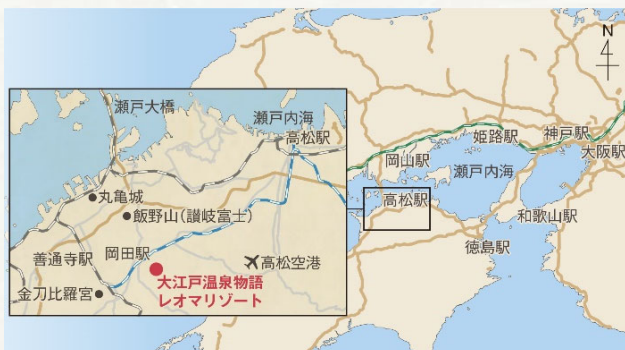 N
瀬戸大橋
瀬戸内海
高松駅
丸亀城
飯野山(讃岐富士)
岡田駅
善通寺駅
高松空港
大江戸温泉物語
レオマリゾート
金刀比羅宮
岡山駅
姫路駅
神戸駅
大阪駅
瀬戸内海
高松駅
和歌山駅
徳島駅